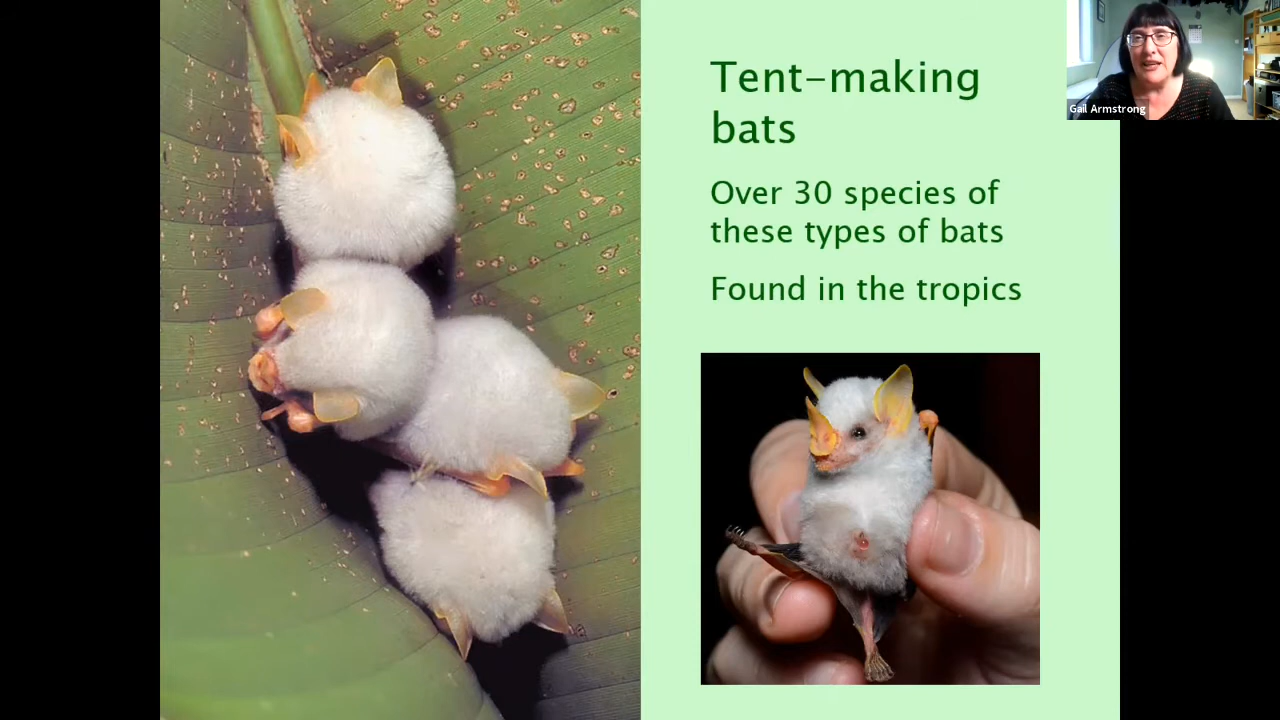 Tent-making
bats
Over 30 species of
these types of bats
Found in the tropics
Gail Armstrong